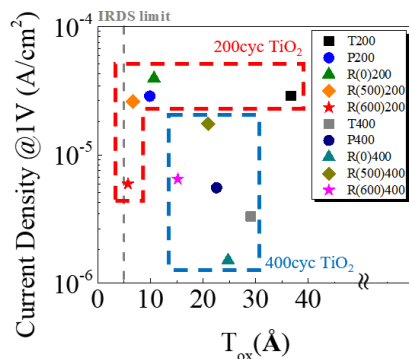 IRDS limit
10⁻⁴
200cyc TiO₂
T200
P200
R(0)200
R(500)200
R(600)200
T400
P400
R(0)400
R(500)400
R(600)400
10⁻⁵
400cyc TiO₂
10⁻⁶
0 10 20 30 40
Current Density @1V (A/cm²)
Tₒₓ(Å)